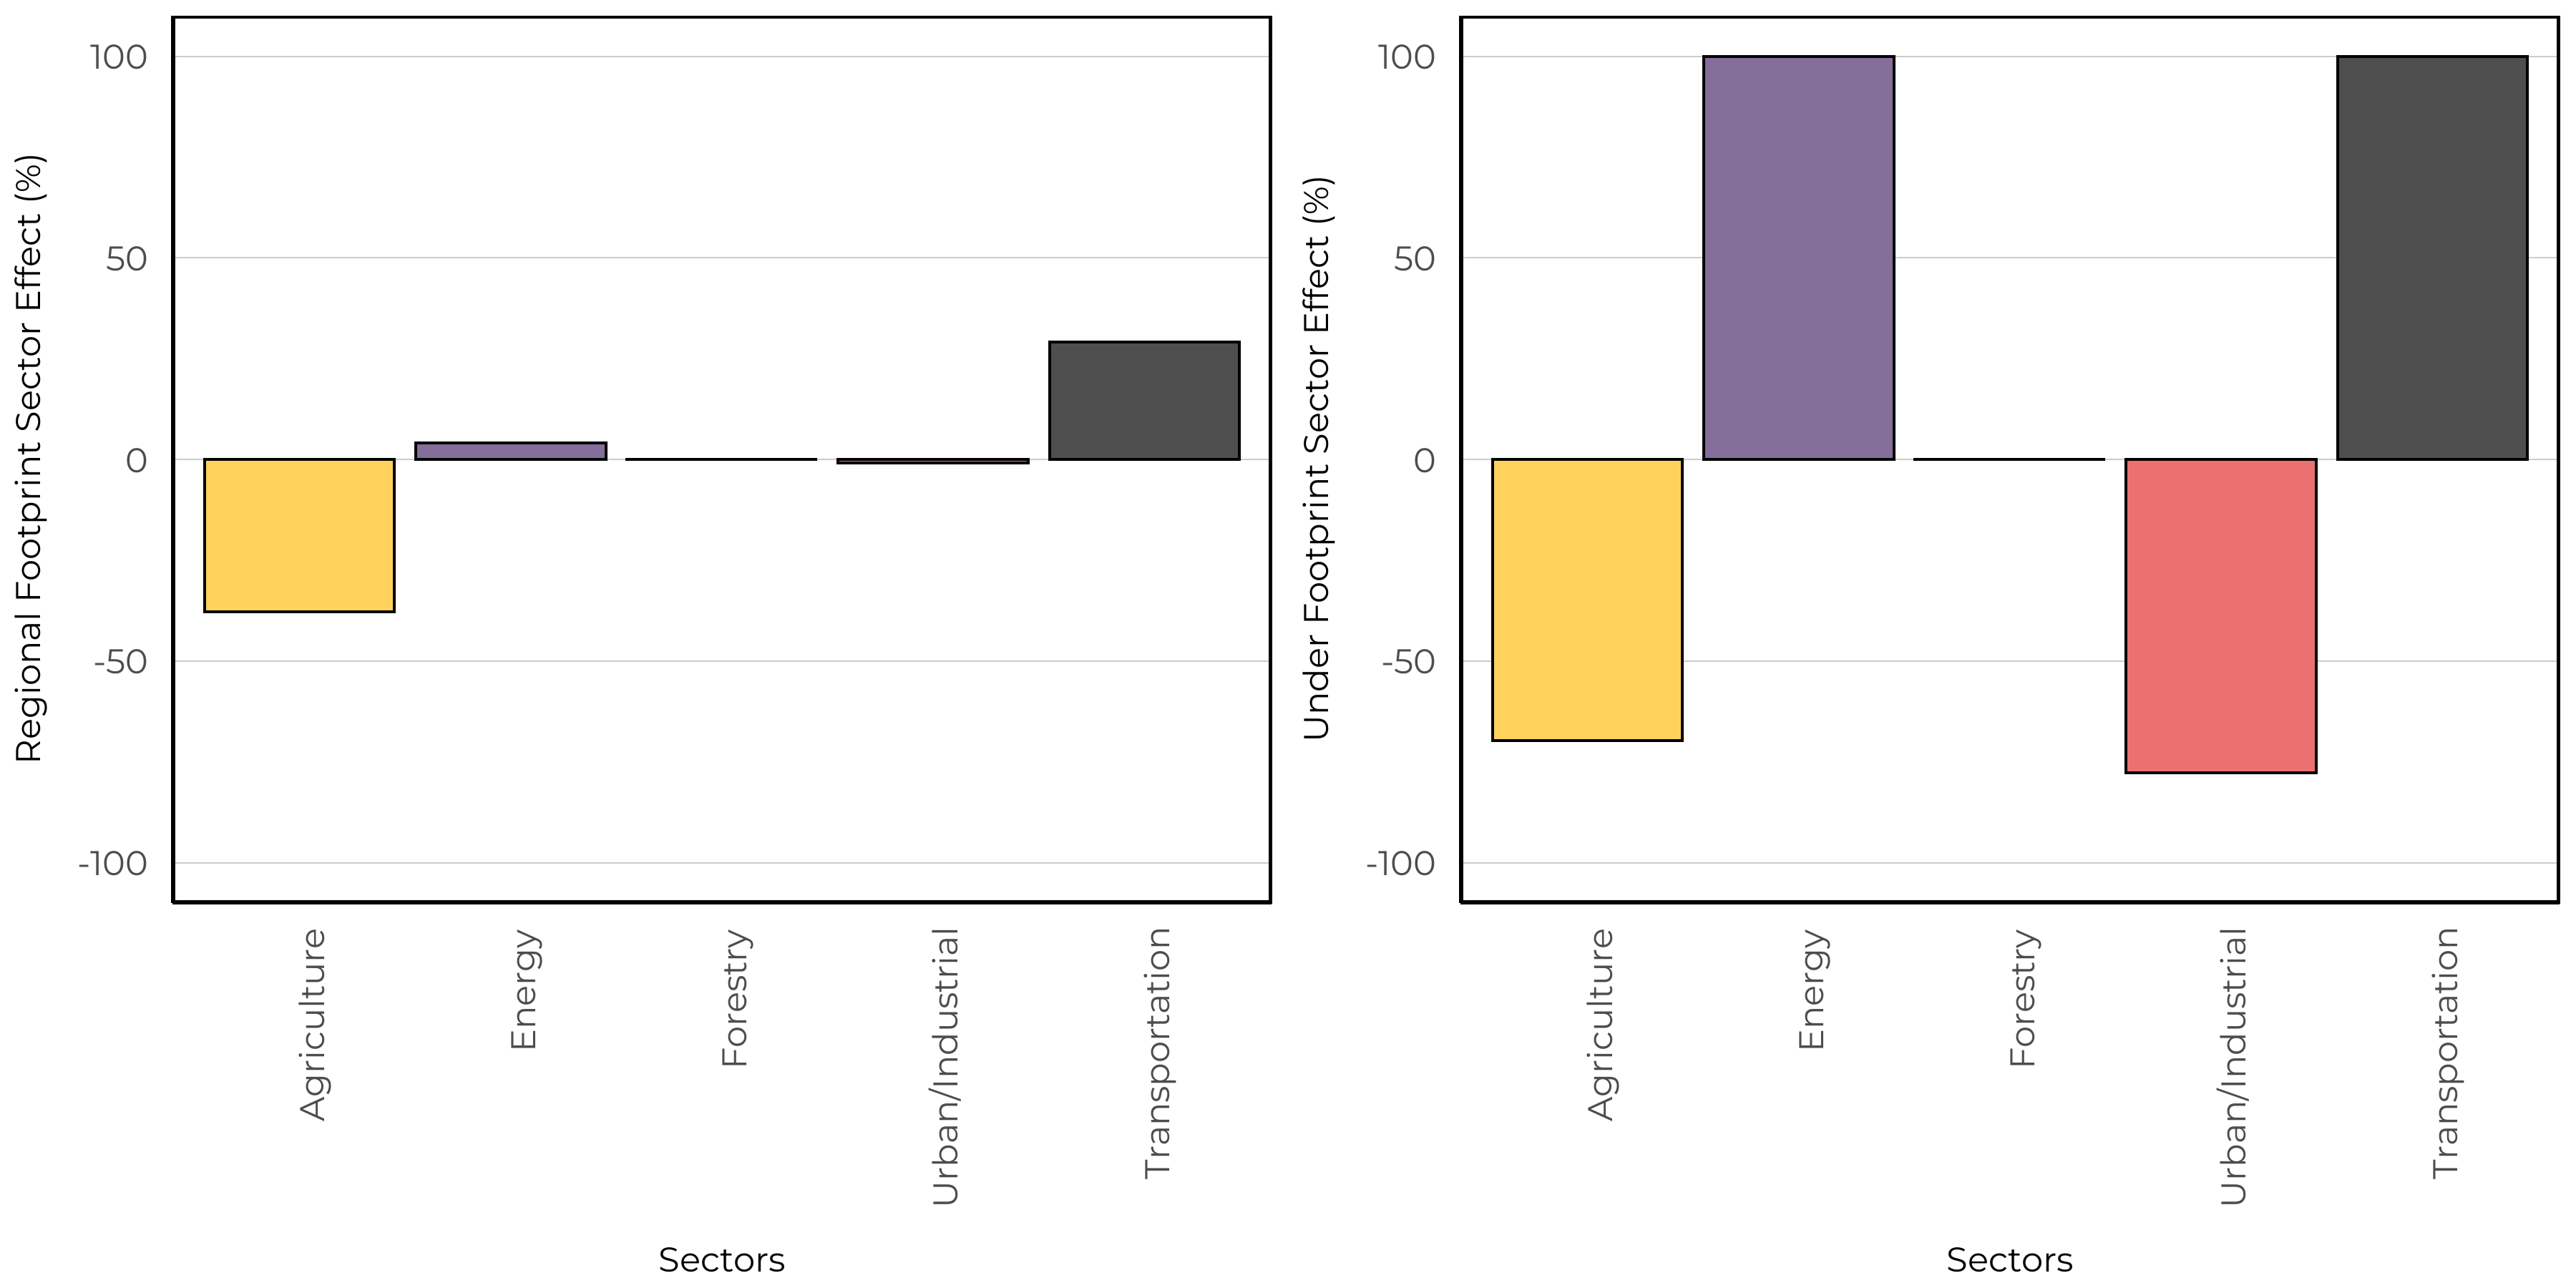 Regional Footprint Sector Effect (%)
100
50
0
-50
-100
Agriculture
Energy
Forestry
Urban/Industrial
Transportation
Sectors
Under Footprint Sector Effect (%)
100
50
0
-50
-100
Agriculture
Energy
Forestry
Urban/Industrial
Transportation
Sectors